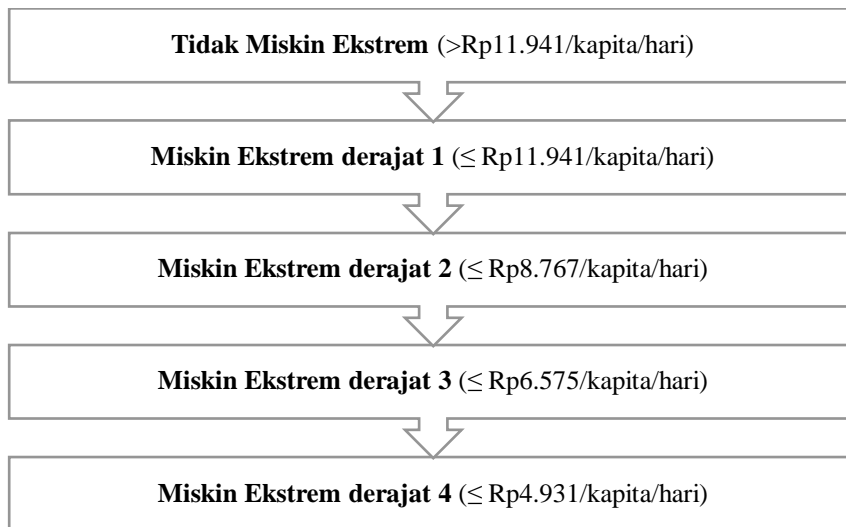 Tidak Miskin Ekstrem (>Rp11.941/kapita/hari)
Miskin Ekstrem derajat 1 (≤ Rp11.941/kapita/hari)
Miskin Ekstrem derajat 2 (≤ Rp8.767/kapita/hari)
Miskin Ekstrem derajat 3 (≤ Rp6.575/kapita/hari)
Miskin Ekstrem derajat 4 (≤ Rp4.931/kapita/hari)